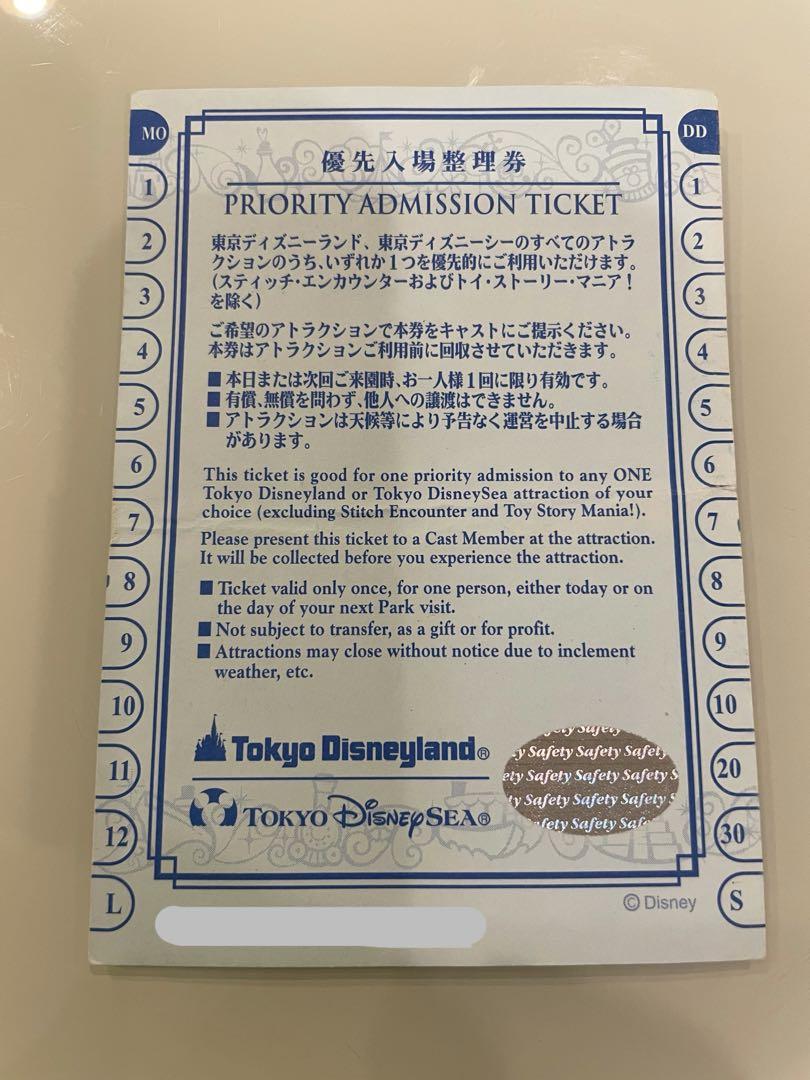 MO
DD
優先入場整理券
PRIORITY ADMISSION TICKET
東京ディズニーランド、東京ディズニーシーのすべてのアトラ
クションのうち、いずれか1つを優先的にご利用いただけます。
(スティッチ・エンカウンターおよびトイ・ストーリー・マニア!
を除く)
ご希望のアトラクションで本券をキャストにご提示ください。
本券はアトラクションご利用前に回収させていただきます。
■ 本日または次回ご来園時、お一人様1回に限り有効です。
■ 有償、無償を問わず、他人への譲渡はできません。
■ アトラクションは天候等により予告なく運営を中止する場合
があります。
This ticket is good for one priority admission to any ONE
Tokyo Disneyland or Tokyo DisneySea attraction of your
choice (excluding Stitch Encounter and Toy Story Mania!).
Please present this ticket to a Cast Member at the attraction.
It will be collected before you experience the attraction.
■ Ticket valid only once, for one person, either today or on
the day of your next Park visit.
■ Not subject to transfer, as a gift or for profit.
■ Attractions may close without notice due to inclement
weather, etc.
Tokyo Disneyland®
TOKYO DISNEYSEA®
Safety
Safety Safety Safety
Safety Safety Safety
Safety Safety Safety
Safety Safety
© Disney
1
2
3
4
5
6
7
8
9
10
11
12
L
1
2
3
4
5
6
7
8
9
10
20
30
S